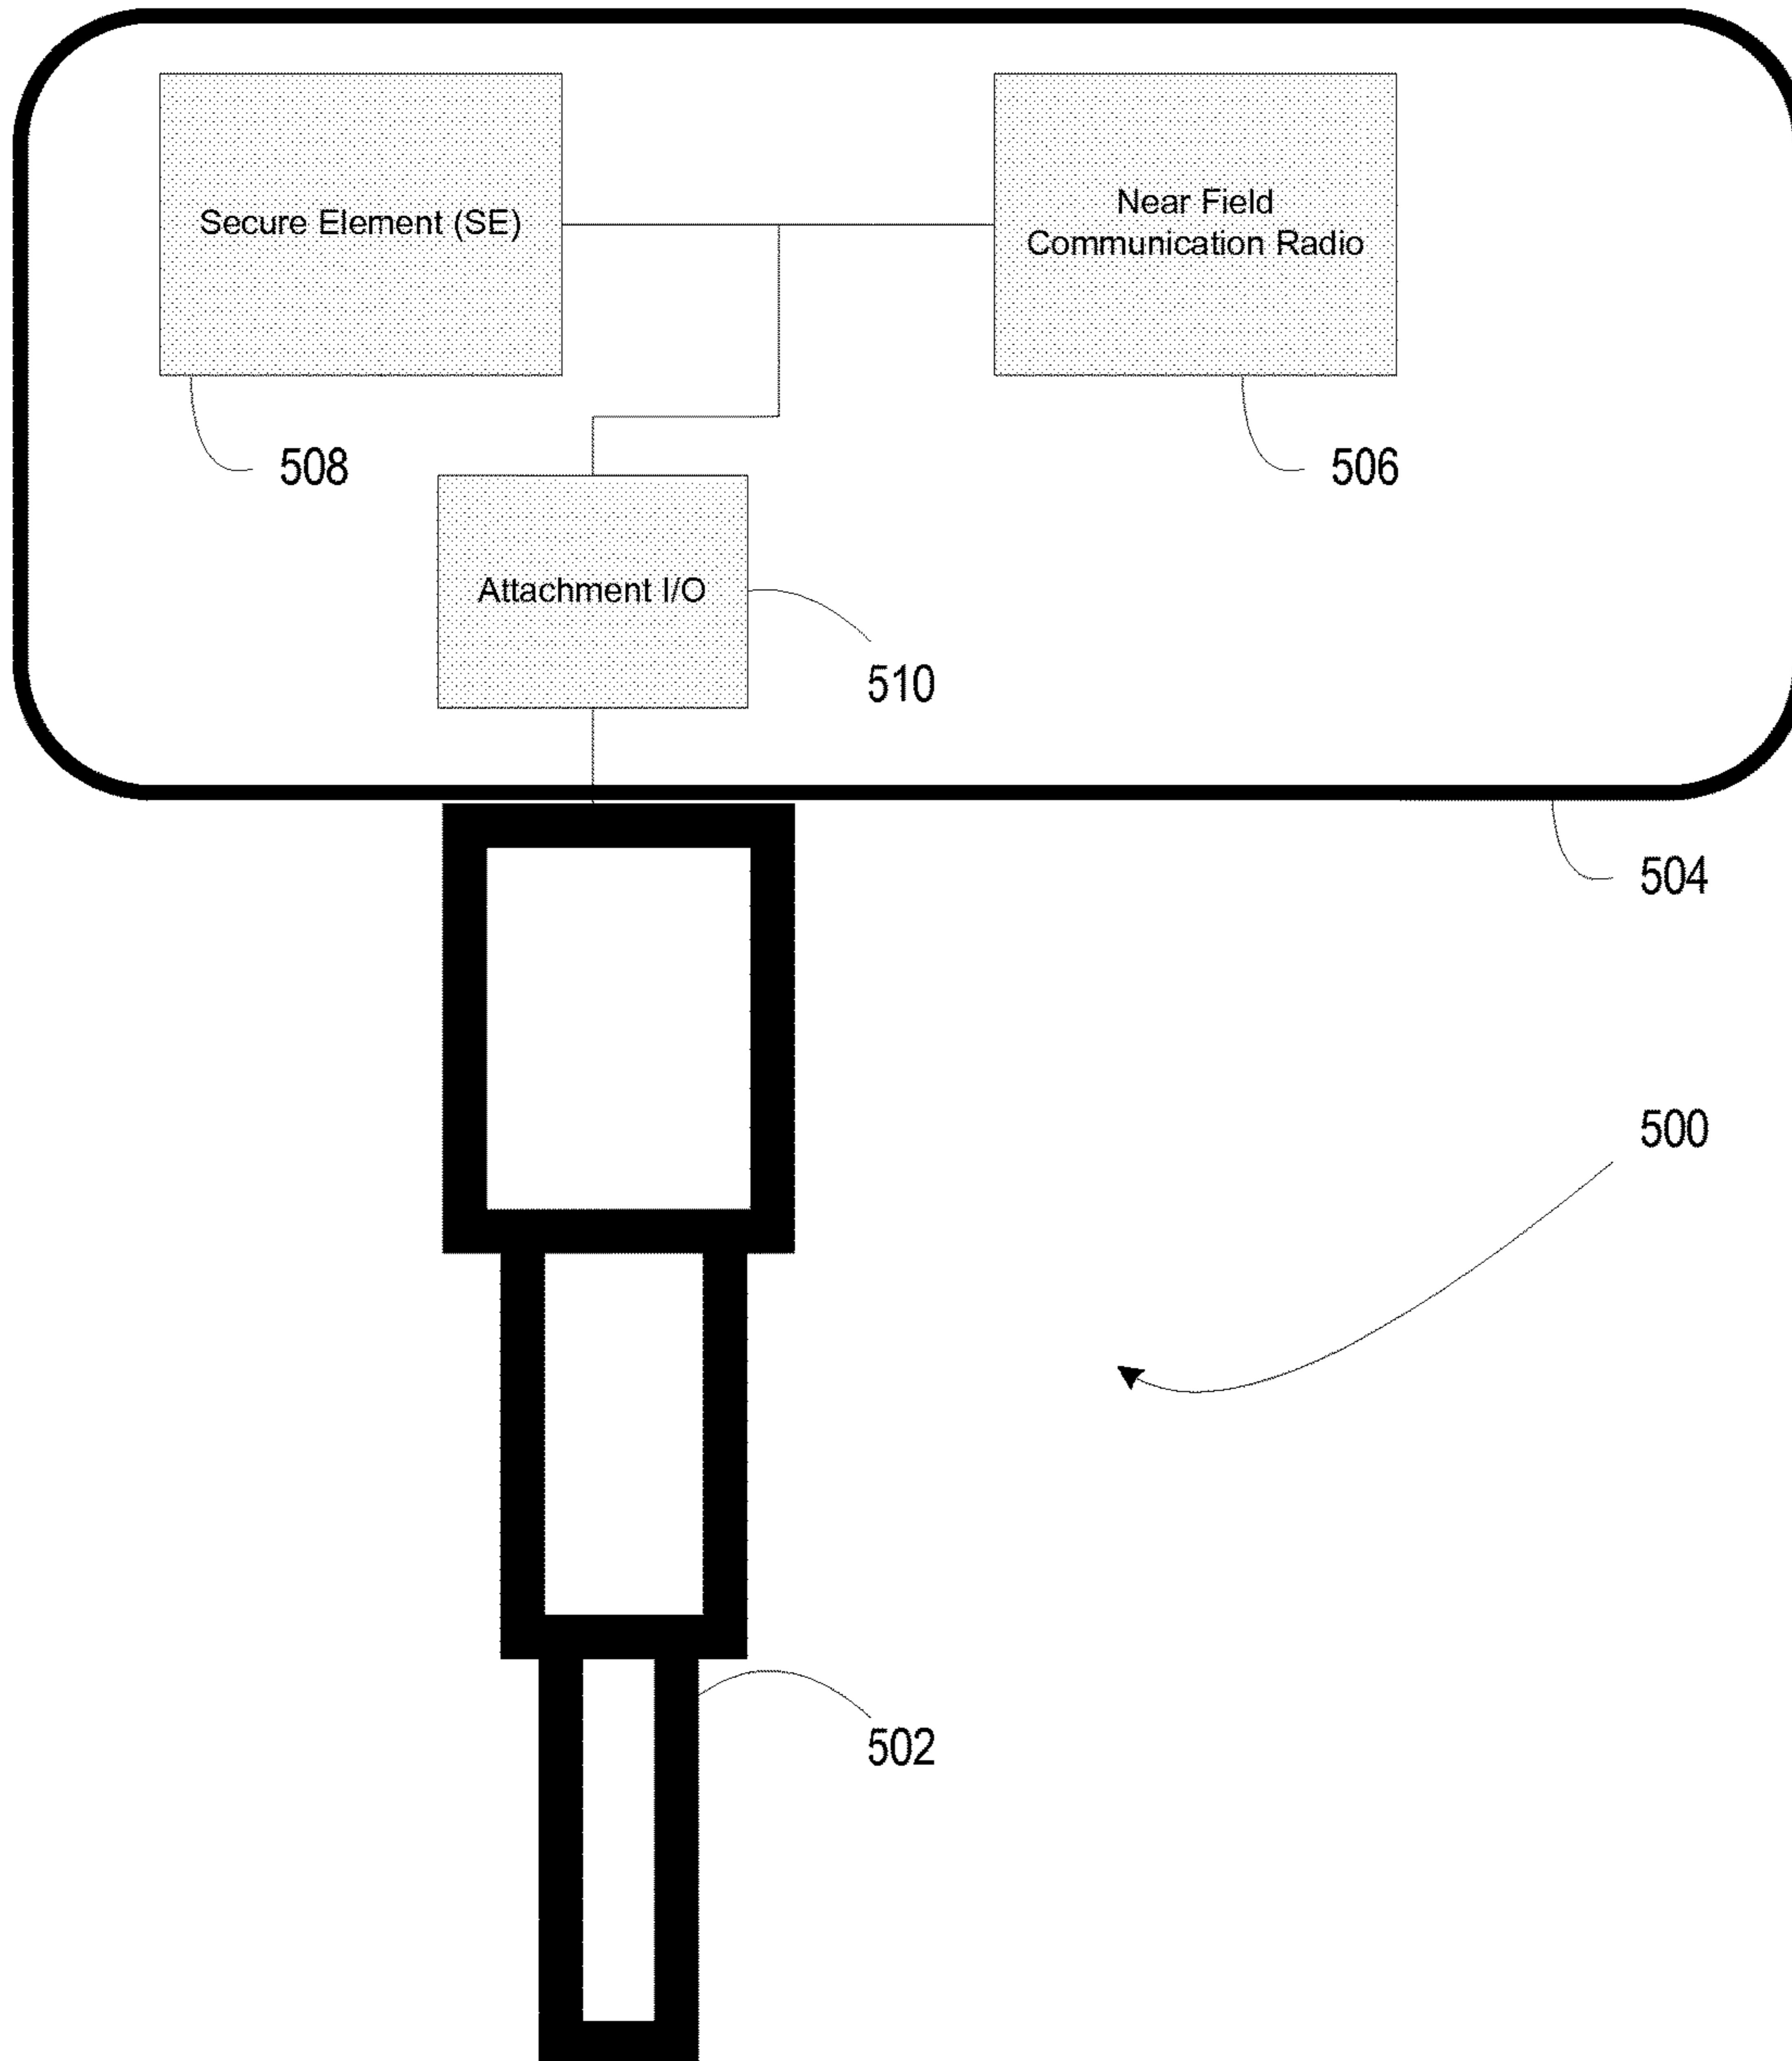 Secure Element (SE)
Near Field
Communication Radio
508
506
Attachment I/O
510
504
500
502